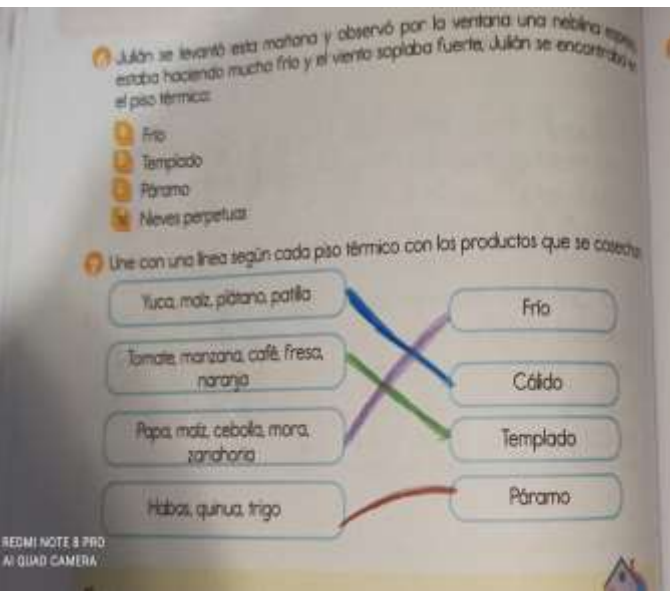 Julián se levantó esta mañana y observó por la ventana una neblina espesa,
estaba haciendo mucho frío y el viento soplaba fuerte, Julián se encontraba
el piso térmico:
Frío
Templado
Páramo
Nieves perpetuas
7 Une con una línea según cada piso térmico con los productos que se cosecha
Yuca, maíz, plátano, patilla
Frío
Tomate, manzana, café, fresa,
naranja
Cálido
Papa, maíz, cebolla, mora,
zanahoria
Templado
Habas, quinua, trigo
Páramo
REDMI NOTE 8 PRO
AI QUAD CAMERA